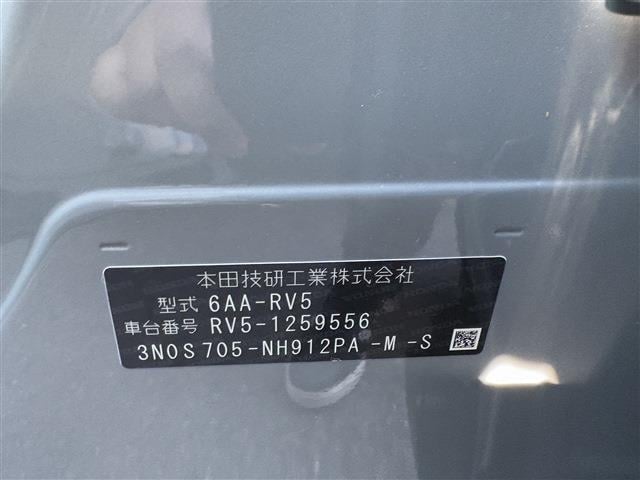 本田技研工業株式会社
型式 6AA-RV5
車台番号 RV5-1259556
3N0S705-NH912PA-M-S